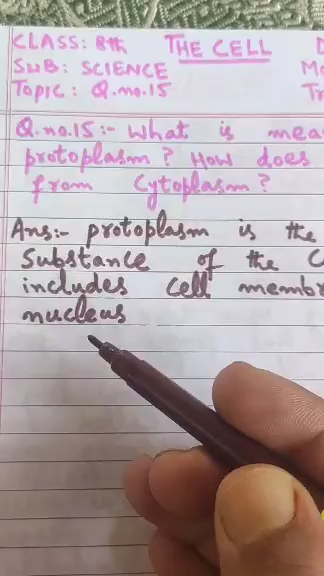 CLASS: 8th THE CELL
SUB: SCIENCE
TOPIC: Q.no.15
Q.no.15:- What is
protoplasm? How does
from Cytoplasm?
Ans:- protoplasm is the
Substance of the
includes cell
nucleus